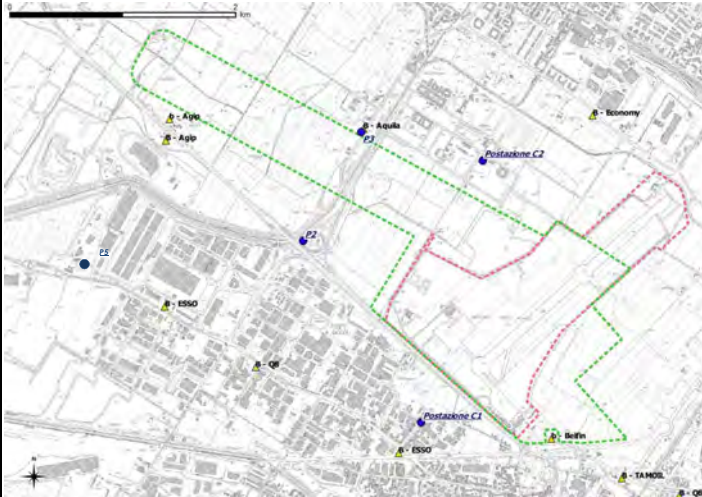 0 2
km
b - Agip
B - Agip
B - Aquila
P3
Postazione C2
B - Economy
P2
P5
B - ESSO
B - Q8
Postazione C1
B - ESSO
b - Belfin
B - TAMOIL
B - Q8
N